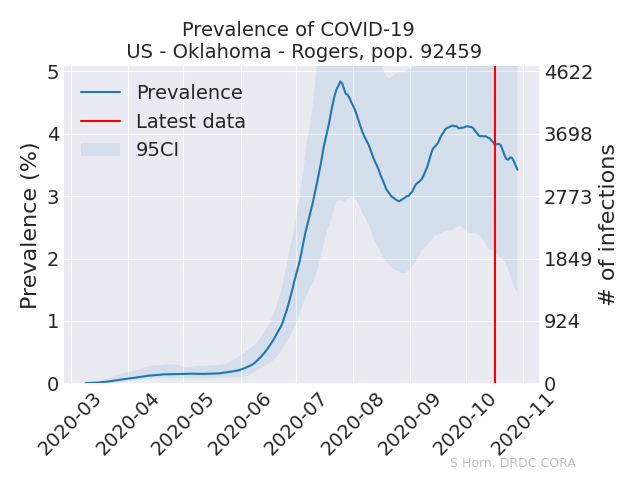 Prevalence of COVID-19
US - Oklahoma - Rogers, pop. 92459
Prevalence
Latest data
95CI
Prevalence (%)
5
4
3
2
1
0
4622
3698
2773
1849
924
0
# of infections
2020-03
2020-04
2020-05
2020-06
2020-07
2020-08
2020-09
2020-10
2020-11
S Horn, DRDC CORA